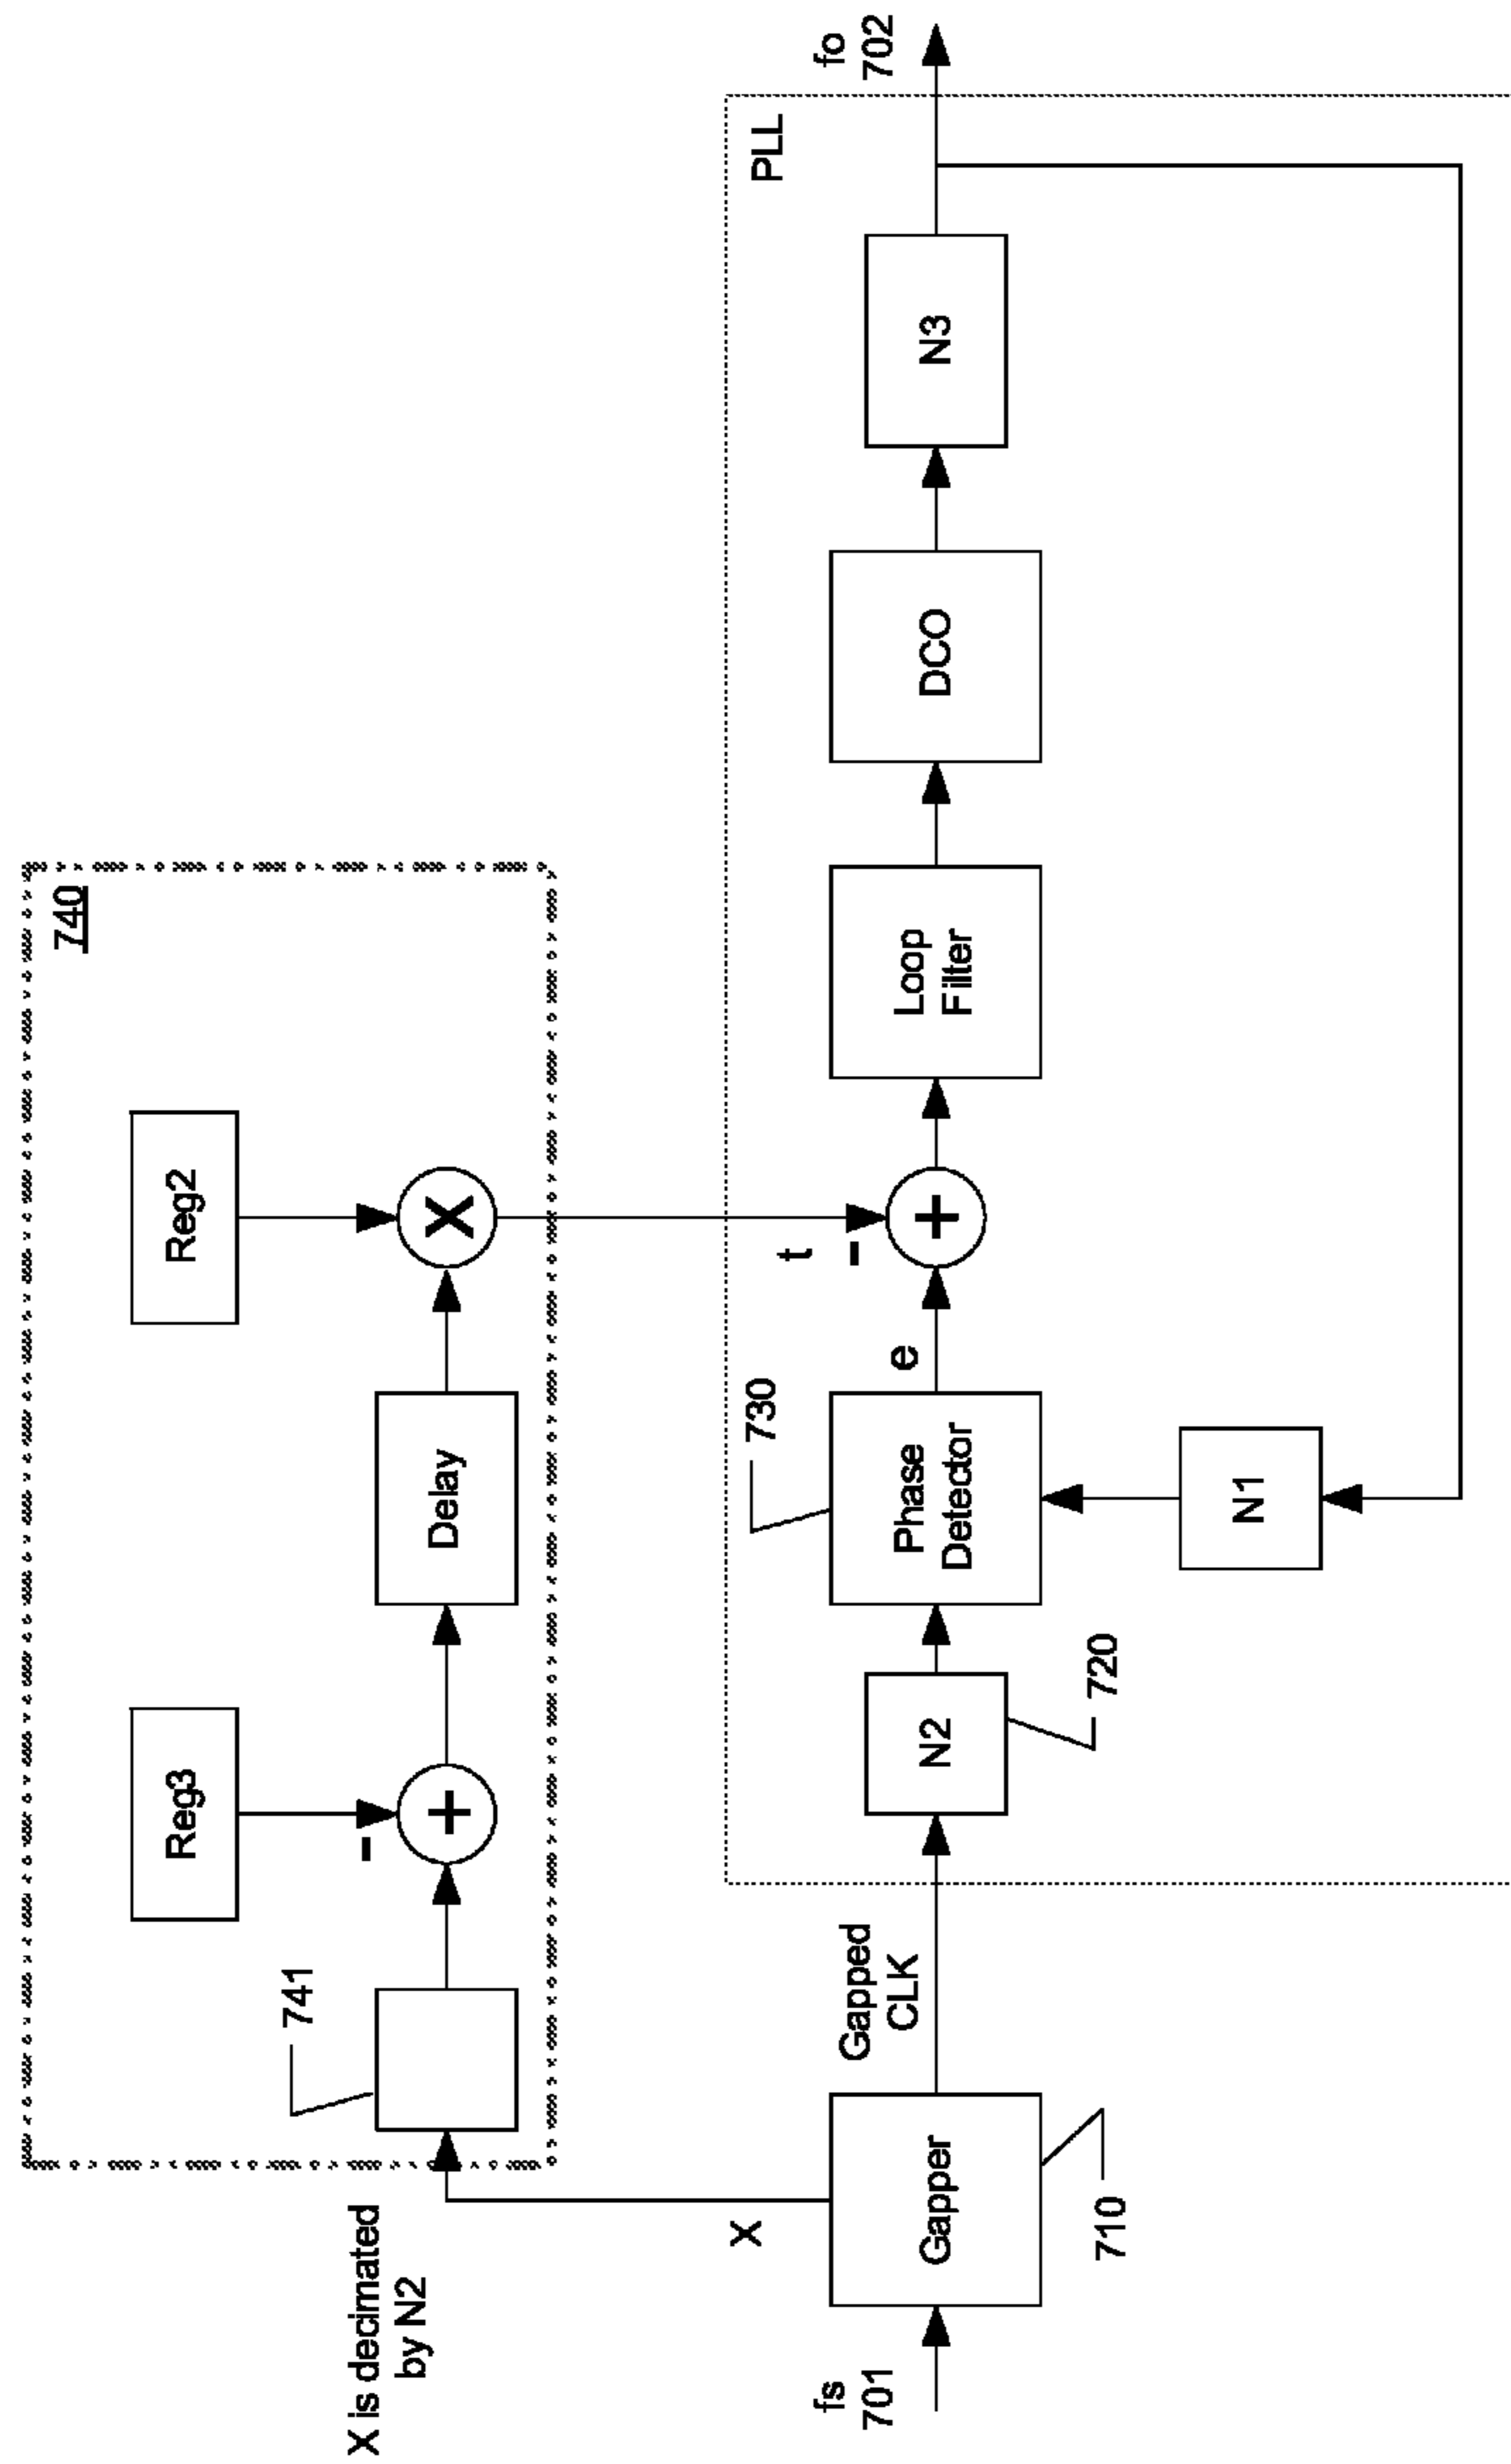 740
Reg3
Reg2
-
+
Delay
X
741
X is decimated
by N2
X
t
-
PLL
fo
702
730
fs
701
Gapper
710
Gapped
CLK
N2
720
Phase
Detector
e
+
Loop
Filter
DCO
N3
N1